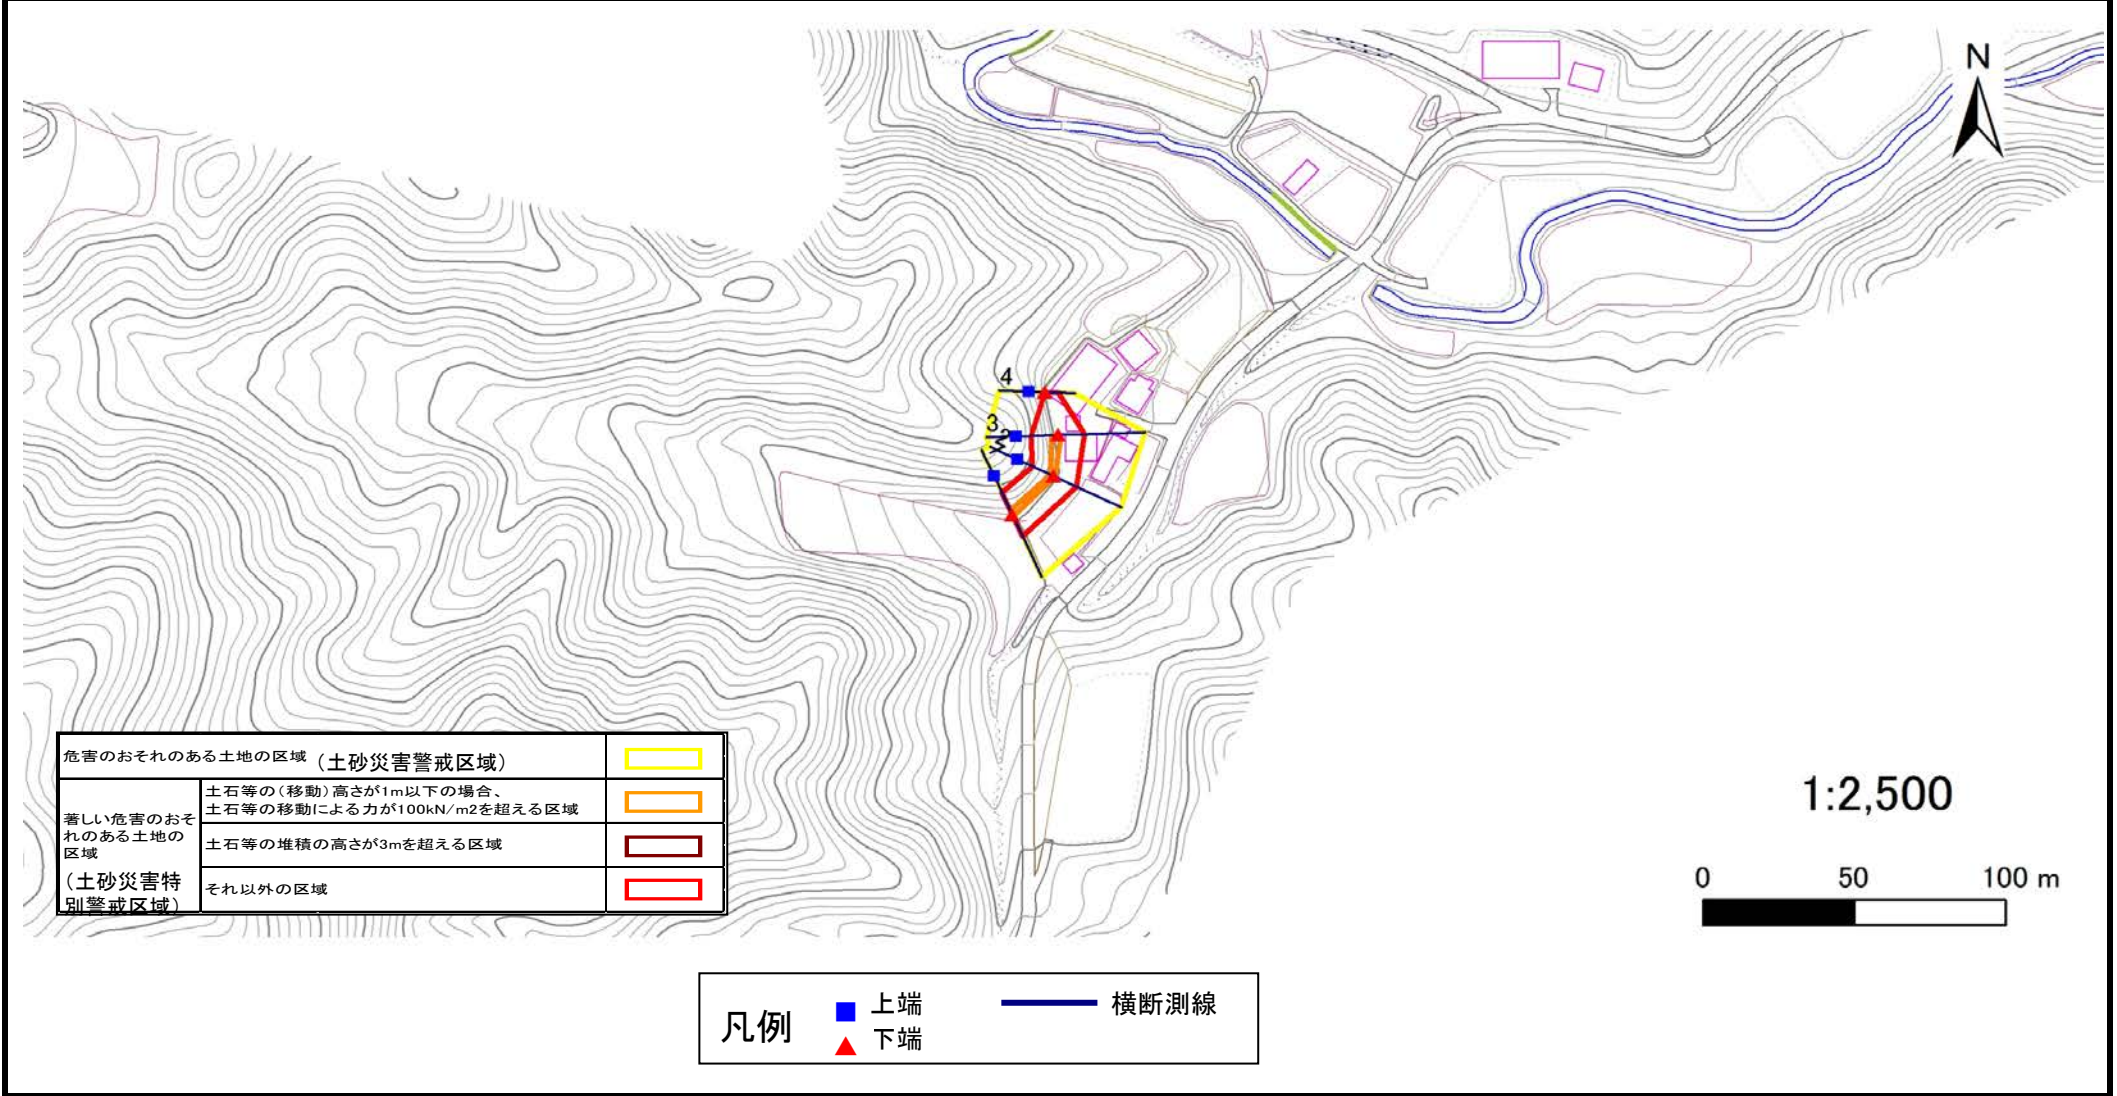 N
4
3
危害のおそれのある土地の区域 (土砂災害警戒区域)
著しい危害のおそ
れのある土地の
区域
(土砂災害特
別警戒区域)
土石等の(移動)高さが1m以下の場合、
土石等の移動による力が100kN/m2を超える区域
土石等の堆積の高さが3mを超える区域
それ以外の区域
1:2,500
0 50 100 m
凡例
上端
下端
横断測線